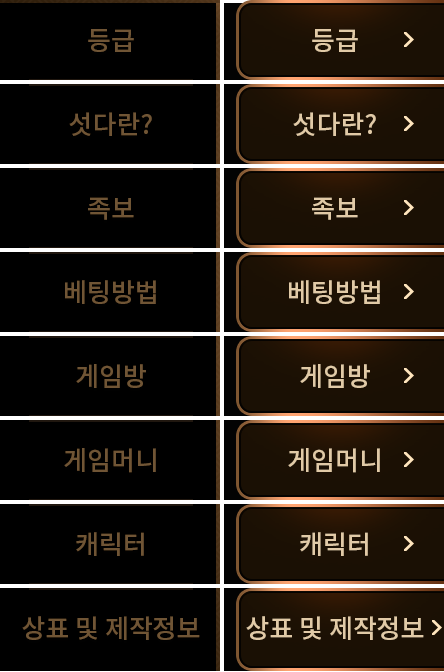 등급 등급
섯다란? 섯다란?
족보 족보
베팅방법 베팅방법
게임방 게임방
게임머니 게임머니
캐릭터 캐릭터
상표 및 제작정보 상표 및 제작정보